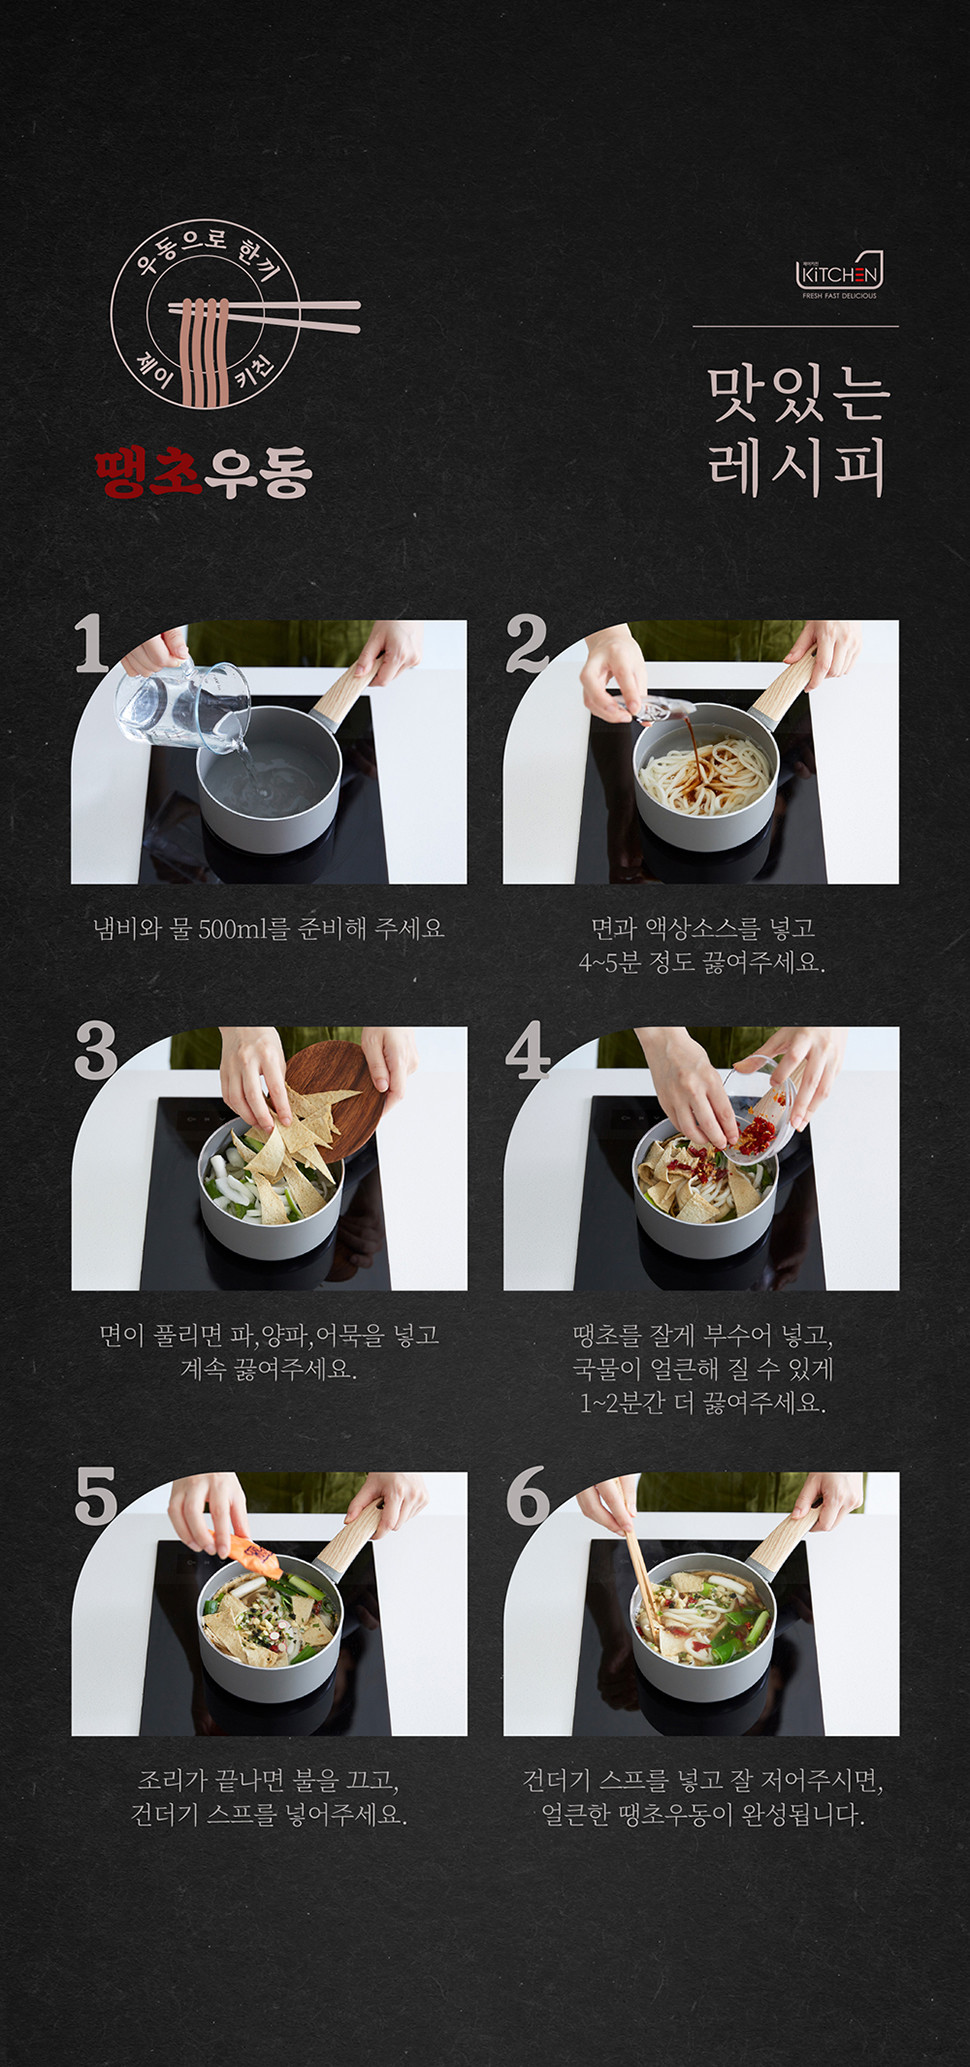 우동으로 한끼
제이 키친
땡초우동
제이키친
KiTCHEN
FRESH FAST DELICIOUS
맛있는
레시피
1
냄비와 물 500ml를 준비해 주세요
2
면과 액상소스를 넣고
4~5분 정도 끓여주세요.
3
면이 풀리면 파,양파,어묵을 넣고
계속 끓여주세요.
4
땡초를 잘게 부수어 넣고,
국물이 얼큰해 질 수 있게
1~2분간 더 끓여주세요.
5
조리가 끝나면 불을 끄고,
건더기 스프를 넣어주세요.
6
건더기 스프를 넣고 잘 저어주시면,
얼큰한 땡초우동이 완성됩니다.